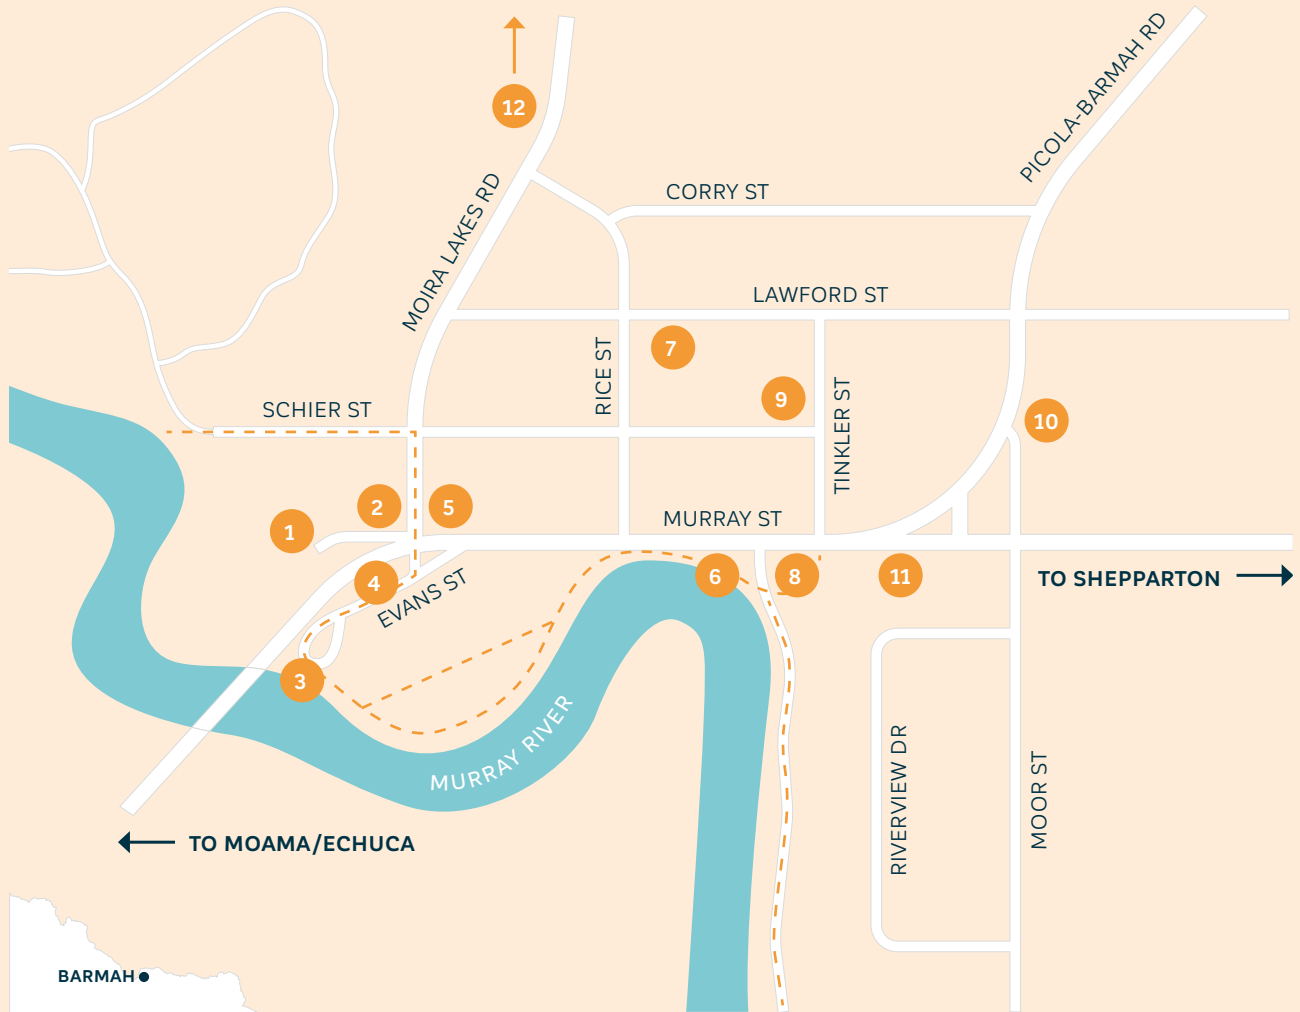 12
PICOLA-BARMAH RD
CORRY ST
MOIRA LAKES RD
LAWFORD ST
7
RICE ST
9
TINKLER ST
SCHIER ST
10
2
5
1
MURRAY ST
4
EVANS ST
6
8
11
TO SHEPPARTON
3
MURRAY RIVER
RIVERVIEW DR
MOOR ST
TO MOAMA/ECHUCA
BARMAH